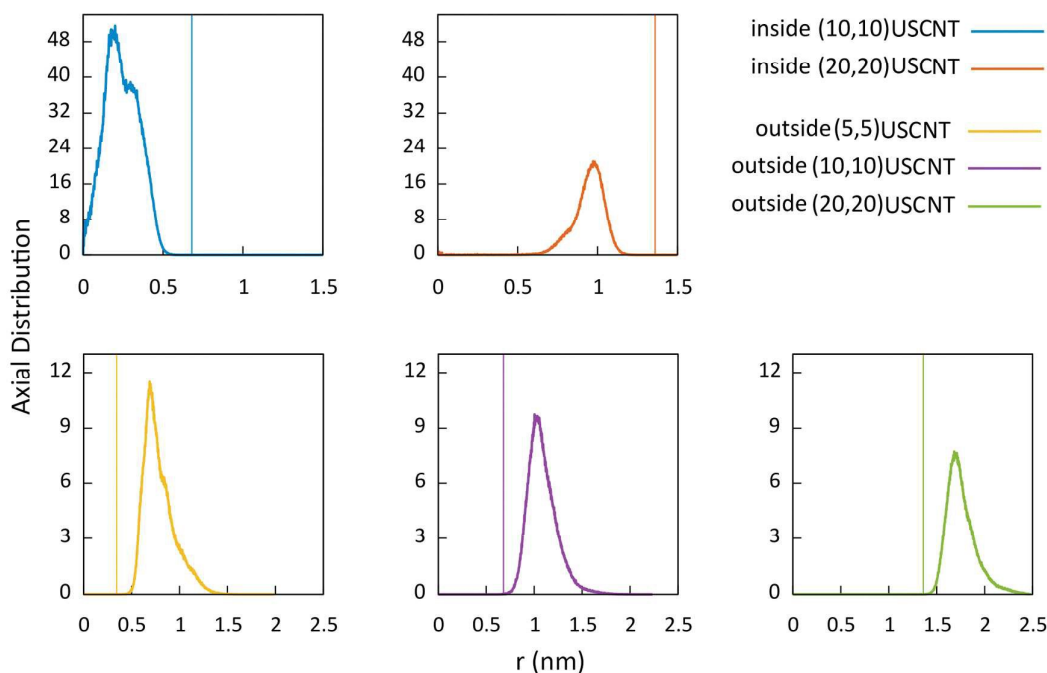 inside (10,10)USCNT
inside (20,20)USCNT
outside(5,5)USCNT
outside (10,10)USCNT
outside (20,20)USCNT
Axial Distribution
48
40
32
24
16
8
0
0 0.5 1 1.5
48
40
32
24
16
8
0
0 0.5 1 1.5
12
9
6
3
0
0 0.5 1 1.5 2 2.5
12
9
6
3
0
0 0.5 1 1.5 2 2.5
12
9
6
3
0
0 0.5 1 1.5 2 2.5
r (nm)